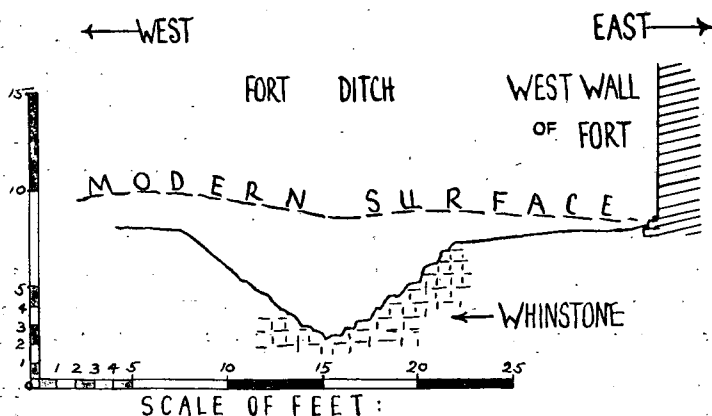 ← WEST EAST →
FORT DITCH WEST WALL
OF FORT
15
MODERN SURFACE
10
5
4
3
2
1
WHINSTONE
1 2 3 4 5 10 15 20 25
SCALE OF FEET: